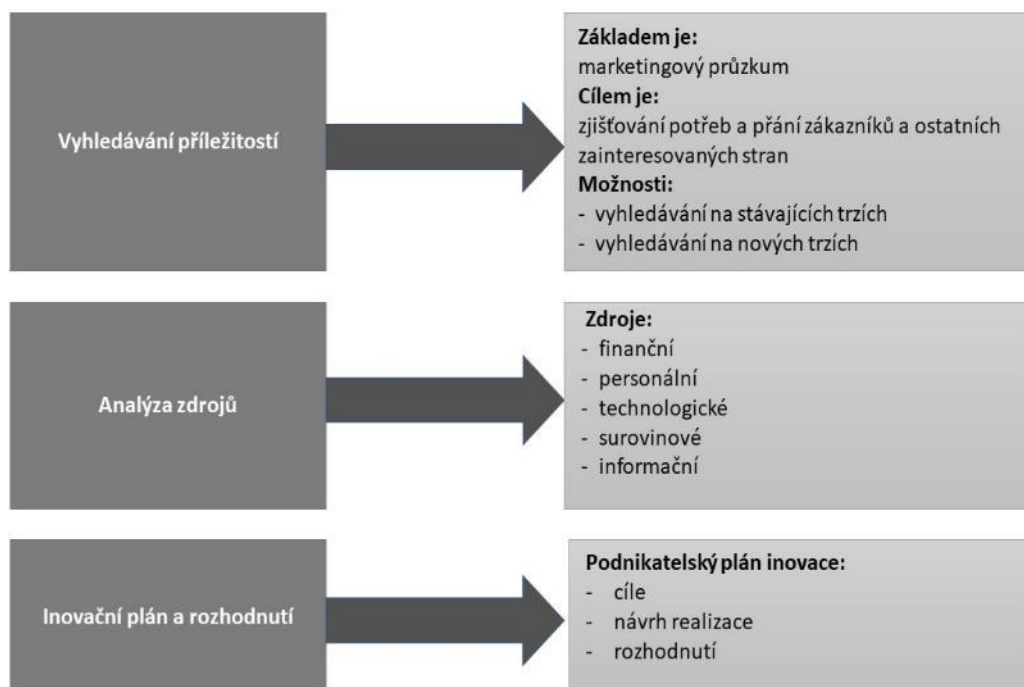 Vyhledávání příležitostí
Základem je:
marketingový průzkum
Cílem je:
zjišťování potřeb a přání zákazníků a ostatních
zainteresovaných stran
Možnosti:
- vyhledávání na stávajících trzích
- vyhledávání na nových trzích
Analýza zdrojů
Zdroje:
- finanční
- personální
- technologické
- surovinové
- informační
Inovační plán a rozhodnutí
Podnikatelský plán inovace:
- cíle
- návrh realizace
- rozhodnutí